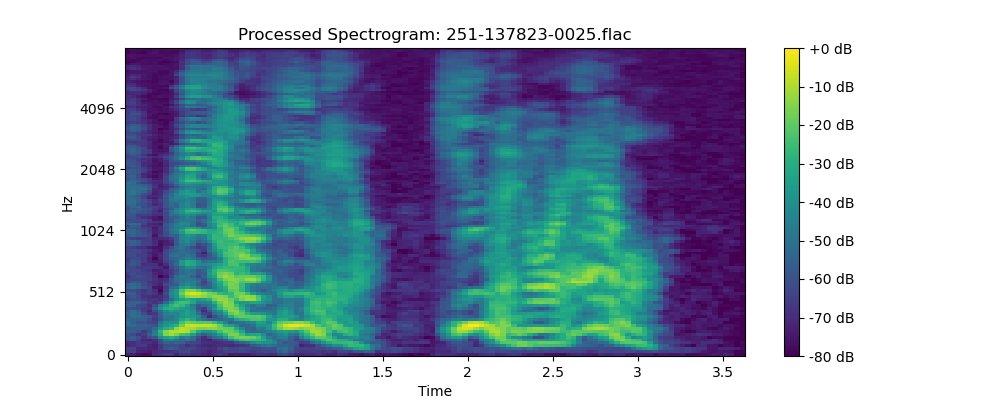 Processed Spectrogram: 251-137823-0025.flac
+0 dB
-10 dB
-20 dB
-30 dB
-40 dB
-50 dB
-60 dB
-70 dB
-80 dB
Hz
4096
2048
1024
512
0
0 0.5 1 1.5 2 2.5 3 3.5
Time